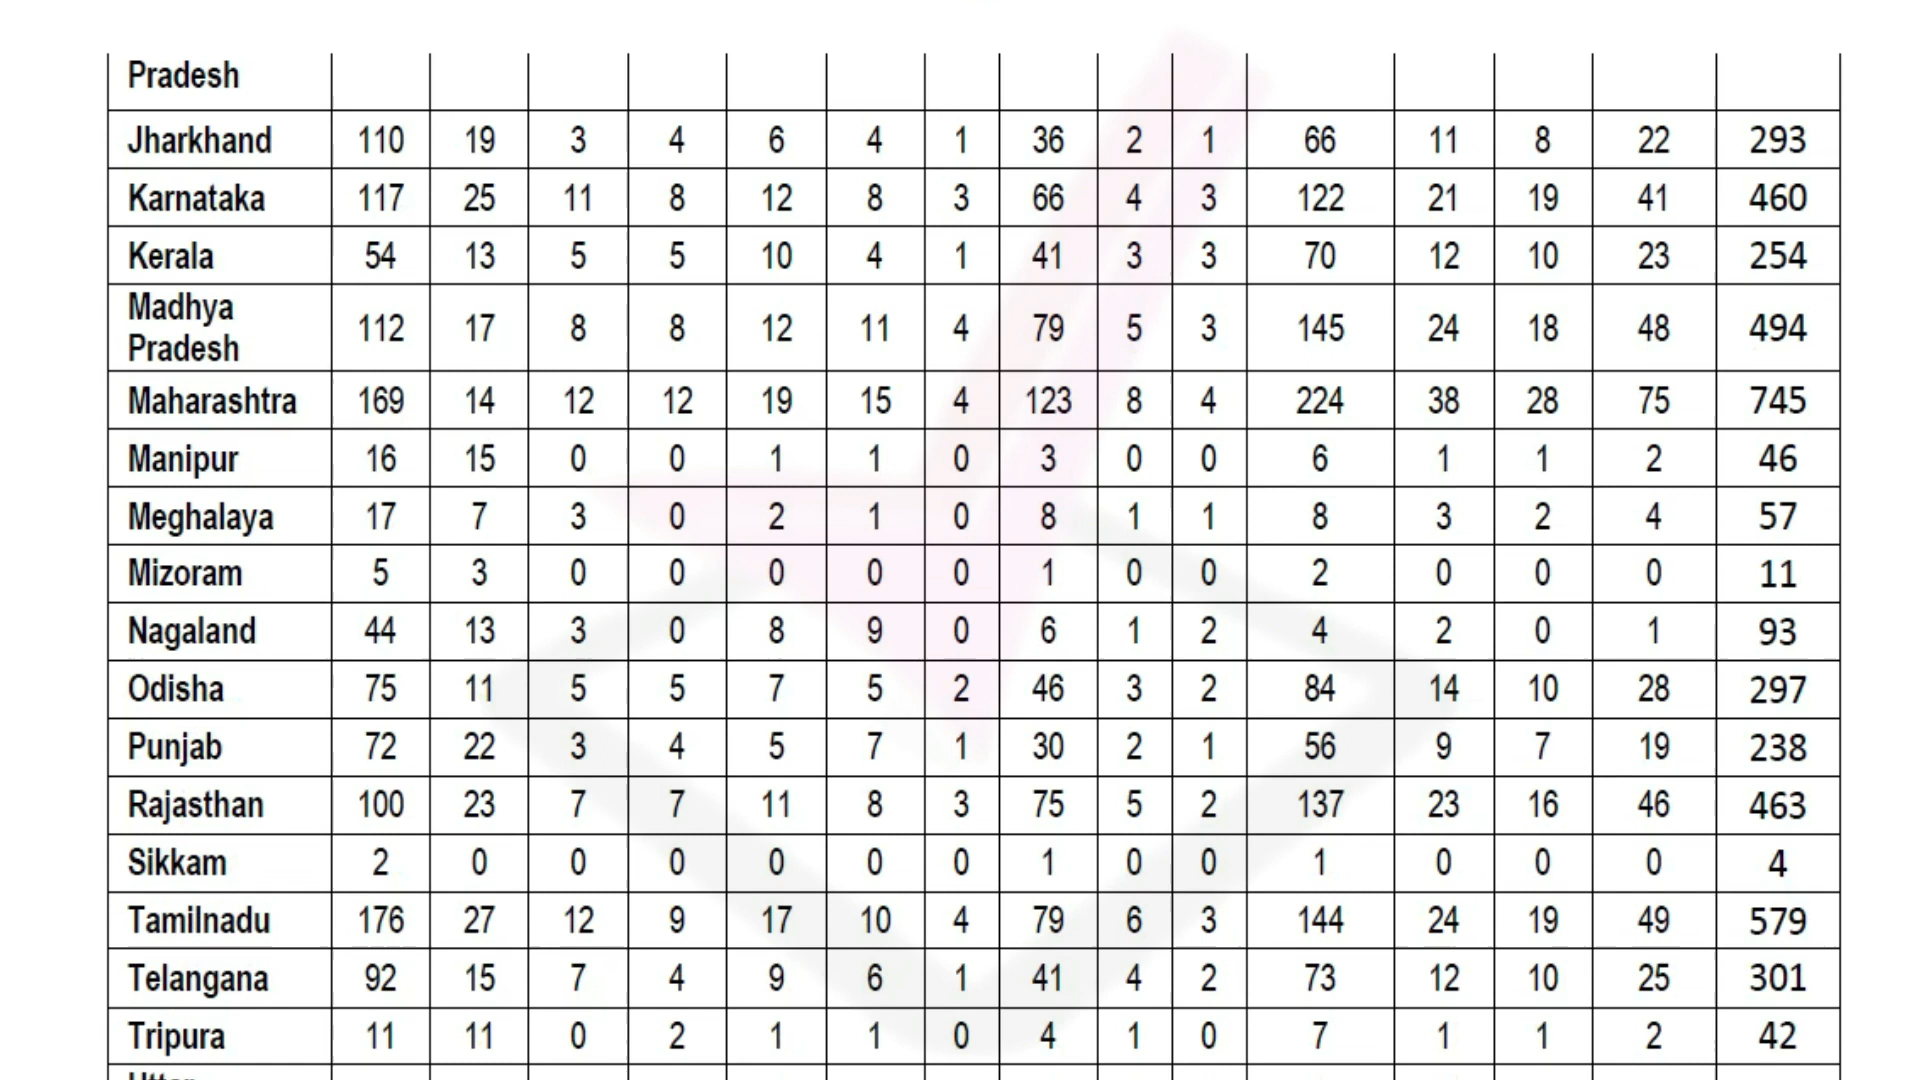 Pradesh
Jharkhand 110 19 3 4 6 4 1 36 2 1 66 11 8 22 293
Karnataka 117 25 11 8 12 8 3 66 4 3 122 21 19 41 460
Kerala 54 13 5 5 10 4 1 41 3 3 70 12 10 23 254
Madhya
Pradesh 112 17 8 8 12 11 4 79 5 3 145 24 18 48 494
Maharashtra 169 14 12 12 19 15 4 123 8 4 224 38 28 75 745
Manipur 16 15 0 0 1 1 0 3 0 0 6 1 1 2 46
Meghalaya 17 7 3 0 2 1 0 8 1 1 8 3 2 4 57
Mizoram 5 3 0 0 0 0 0 1 0 0 2 0 0 0 11
Nagaland 44 13 3 0 8 9 0 6 1 2 4 2 0 1 93
Odisha 75 11 5 5 7 5 2 46 3 2 84 14 10 28 297
Punjab 72 22 3 4 5 7 1 30 2 1 56 9 7 19 238
Rajasthan 100 23 7 7 11 8 3 75 5 2 137 23 16 46 463
Sikkam 2 0 0 0 0 0 0 1 0 0 1 0 0 0 4
Tamilnadu 176 27 12 9 17 10 4 79 6 3 144 24 19 49 579
Telangana 92 15 7 4 9 6 1 41 4 2 73 12 10 25 301
Tripura 11 11 0 2 1 1 0 4 1 0 7 1 1 2 42